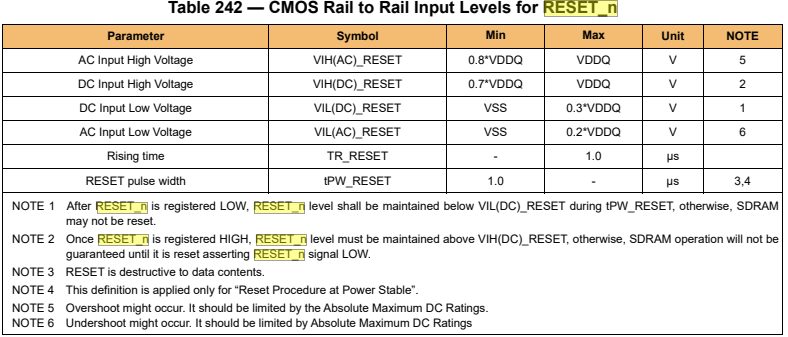 Table 242 — CMOS Rail to Rail Input Levels for RESET_n
Parameter Symbol Min Max Unit NOTE
AC Input High Voltage VIH(AC)_RESET 0.8*VDDQ VDDQ V 5
DC Input High Voltage VIH(DC)_RESET 0.7*VDDQ VDDQ V 2
DC Input Low Voltage VIL(DC)_RESET VSS 0.3*VDDQ V 1
AC Input Low Voltage VIL(AC)_RESET VSS 0.2*VDDQ V 6
Rising time TR_RESET - 1.0 µs
RESET pulse width tPW_RESET 1.0 - µs 3,4
NOTE 1 After RESET_n is registered LOW, RESET_n level shall be maintained below VIL(DC)_RESET during tPW_RESET, otherwise, SDRAM
may not be reset.
NOTE 2 Once RESET_n is registered HIGH, RESET_n level must be maintained above VIH(DC)_RESET, otherwise, SDRAM operation will not be
guaranteed until it is reset asserting RESET_n signal LOW.
NOTE 3 RESET is destructive to data contents.
NOTE 4 This definition is applied only for “Reset Procedure at Power Stable”.
NOTE 5 Overshoot might occur. It should be limited by the Absolute Maximum DC Ratings.
NOTE 6 Undershoot might occur. It should be limited by Absolute Maximum DC Ratings